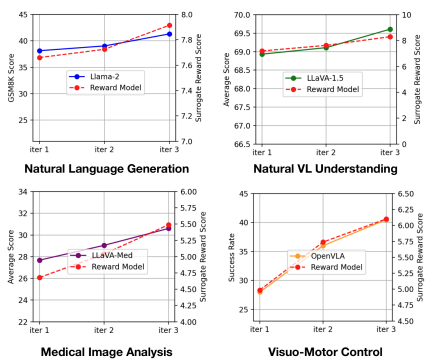 45
40
35
30
25
GSM8K Score
8.0
7.8
7.6
7.4
7.2
7.0
Surrogate Reward Score
Llama-2
Reward Model
iter 1 iter 2 iter 3
Natural Language Generation
70.0
69.5
69.0
68.5
68.0
67.5
67.0
66.5
Average Score
10
8
6
4
2
0
Surrogate Reward Score
LLaVA-1.5
Reward Model
iter 1 iter 2 iter 3
Natural VL Understanding
34
32
30
28
26
24
22
Average Score
6.00
5.75
5.50
5.25
5.00
4.75
4.50
4.25
4.00
Surrogate Reward Score
LLaVA-Med
Reward Model
iter 1 iter 2 iter 3
Medical Image Analysis
45
40
35
30
25
Success Rate
6.50
6.25
6.00
5.75
5.50
5.25
5.00
4.75
4.50
Surrogate Reward Score
OpenVLA
Reward Model
iter 1 iter 2 iter 3
Visuo-Motor Control